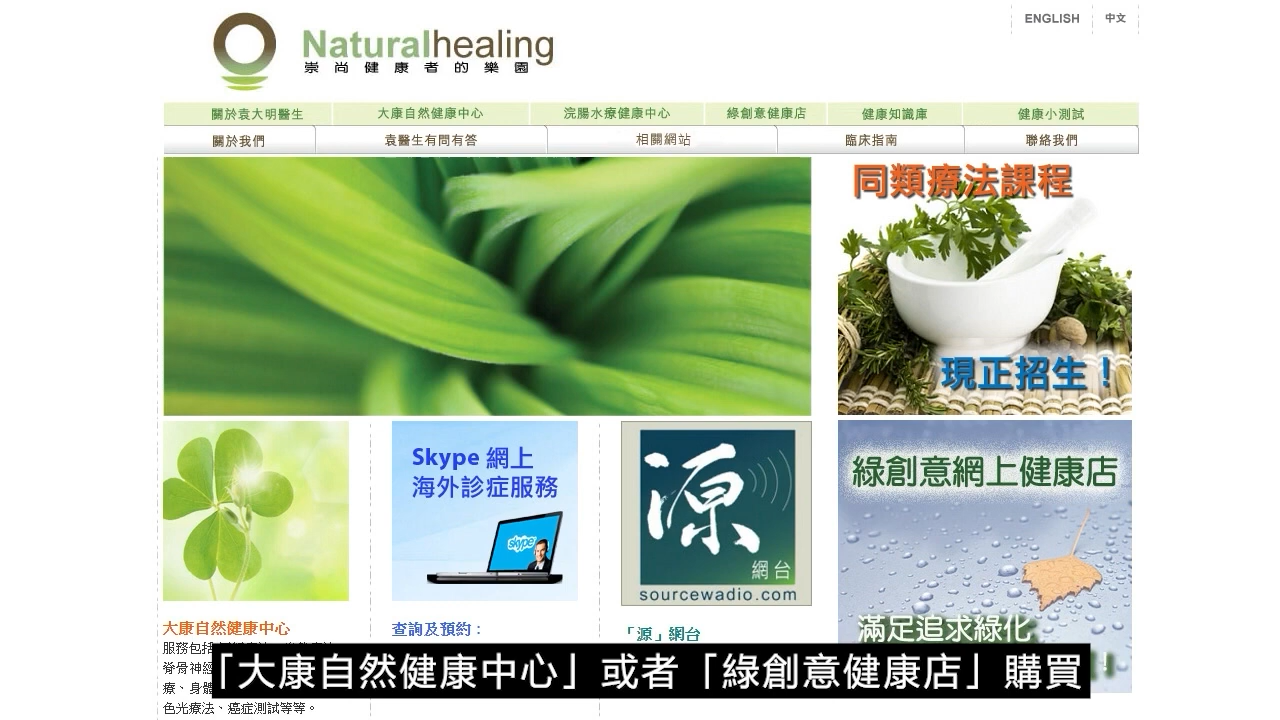 ENGLISH 中文
Naturalhealing
崇尚健康者的樂園
關於袁大明醫生 大康自然健康中心 浣腸水療健康中心 綠創意健康店 健康知識庫 健康小測試
關於我們 袁醫生有問有答 相關網站 臨床指南 聯絡我們
同類療法課程
現正招生！
Skype 網上
海外診症服務
skype
源
網台
sourcewadio.com
綠創意網上健康店
滿足追求綠化
大康自然健康中心
查詢及預約：
「源」網台
服務包括
脊骨神經
療、身體
色光療法、癌症測試等等。
「大康自然健康中心」或者「綠創意健康店」購買